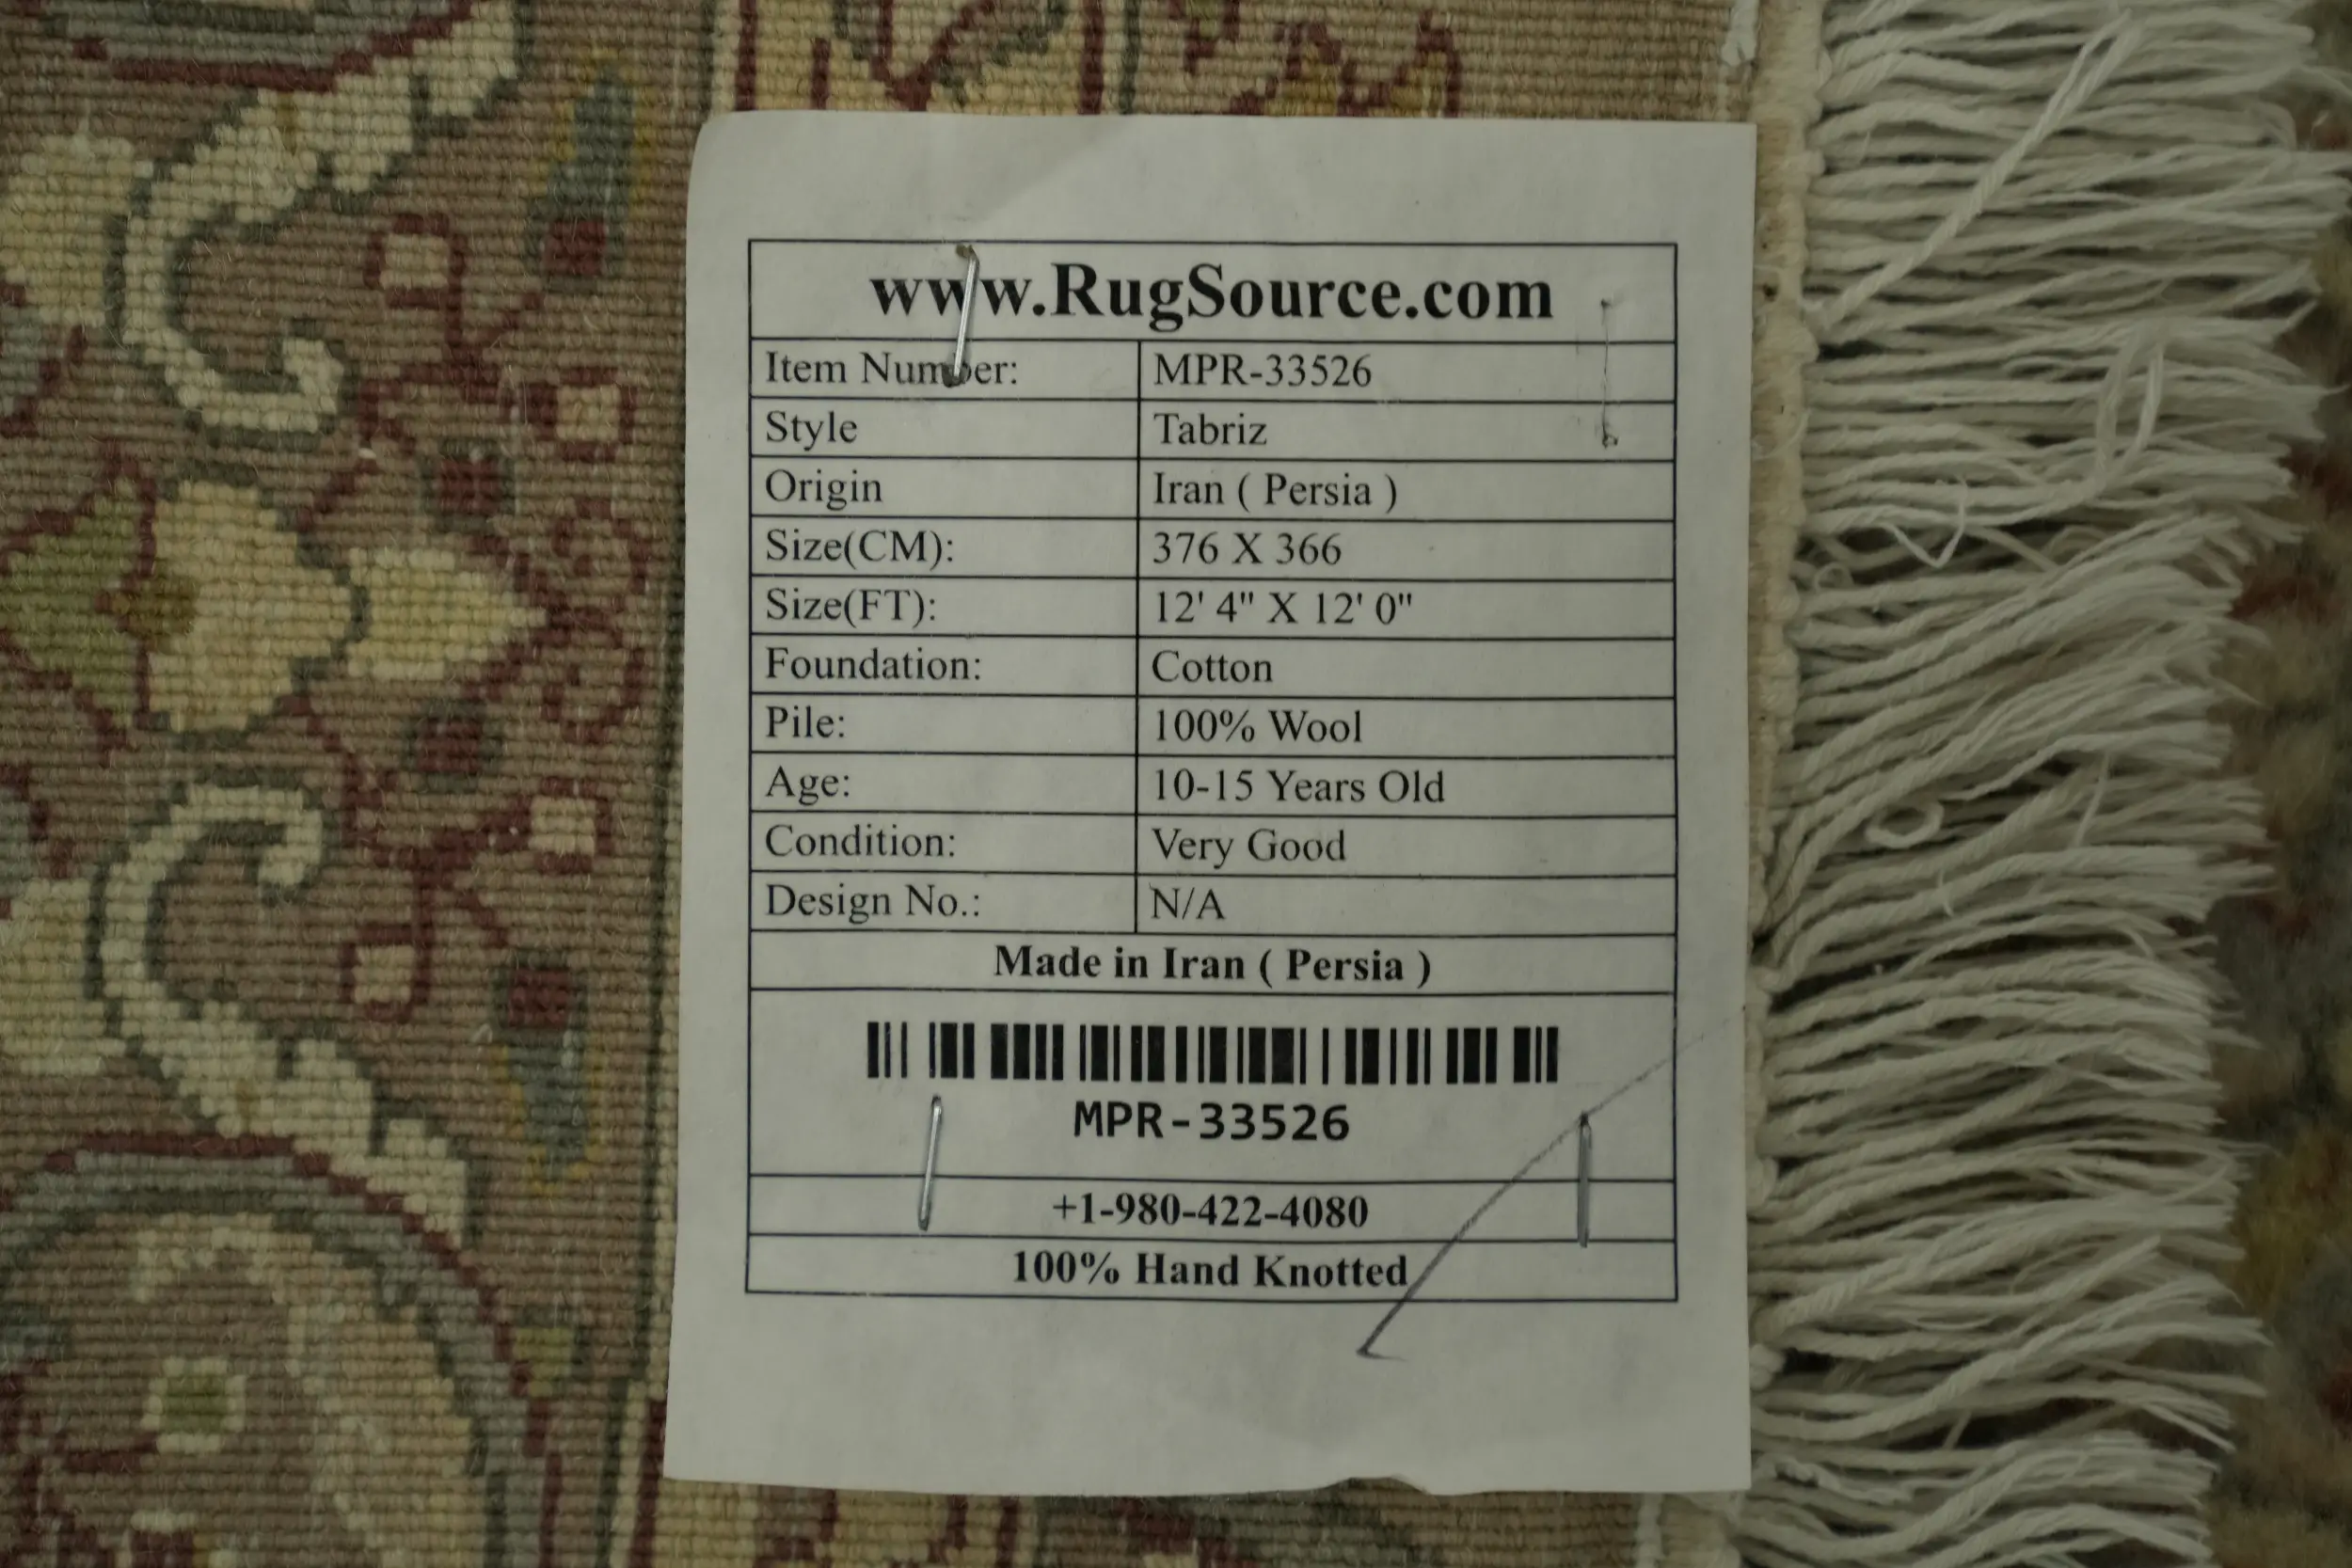 www.RugSource.com
Item Number: MPR-33526
Style Tabriz
Origin Iran ( Persia )
Size(CM): 376 X 366
Size(FT): 12' 4" X 12' 0"
Foundation: Cotton
Pile: 100% Wool
Age: 10-15 Years Old
Condition: Very Good
Design No.: N/A
Made in Iran ( Persia )
MPR-33526
+1-980-422-4080
100% Hand Knotted